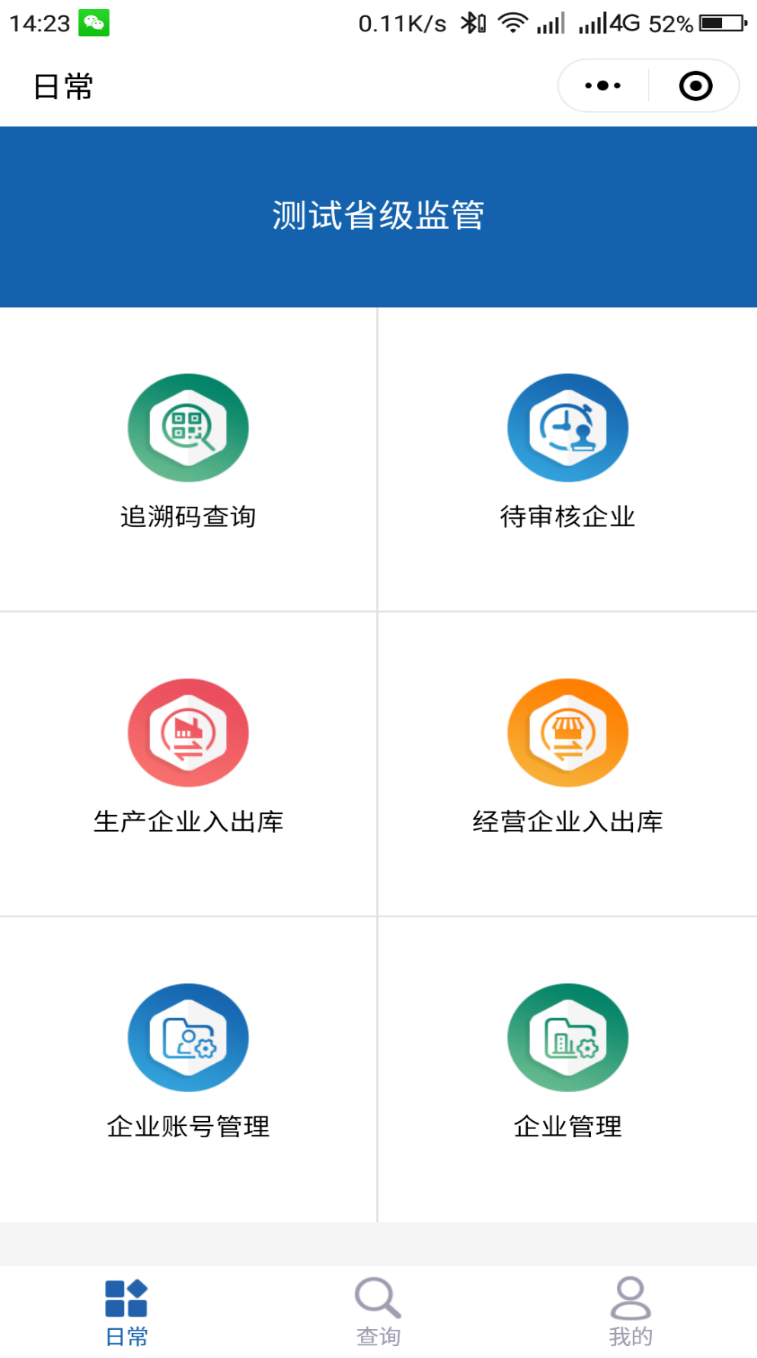 14:23 0.11K/s 4G 52%
日常
测试省级监管
追溯码查询 待审核企业
生产企业入出库 经营企业入出库
企业账号管理 企业管理
日常 查询 我的